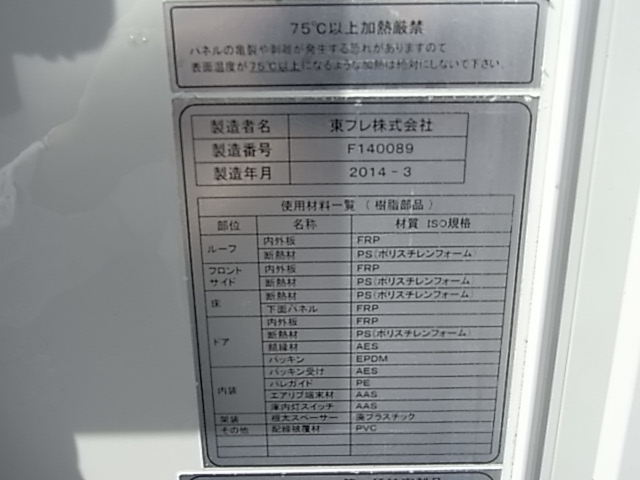 75℃以上加熱厳禁
パネルの亀裂や剥離が発生する恐れがありますので
表面温度が75℃以上になるような加熱は絶対にしないで下さい。
製造者名 東プレ株式会社
製造番号 F140089
製造年月 2014-3
使用材料一覧（樹脂部品）
部位 名称 材質 ISO規格
ルーフ 内外板 FRP
断熱材 PS(ポリスチレンフォーム)
フロント サイド 内外板 FRP
断熱材 PS(ポリスチレンフォーム)
床 断熱材 PS(ポリスチレンフォーム)
下面パネル FRP
ドア 内外板 FRP
断熱材 PS(ポリスチレンフォーム)
額縁材 AES
パッキン EPDM
内装 パッキン受け AES
バレガイド PE
エアリブ端末材 AAS
庫内灯スイッチ AAS
架装 根太スペーサー 廃プラスチック
その他 配線被覆材 PVC